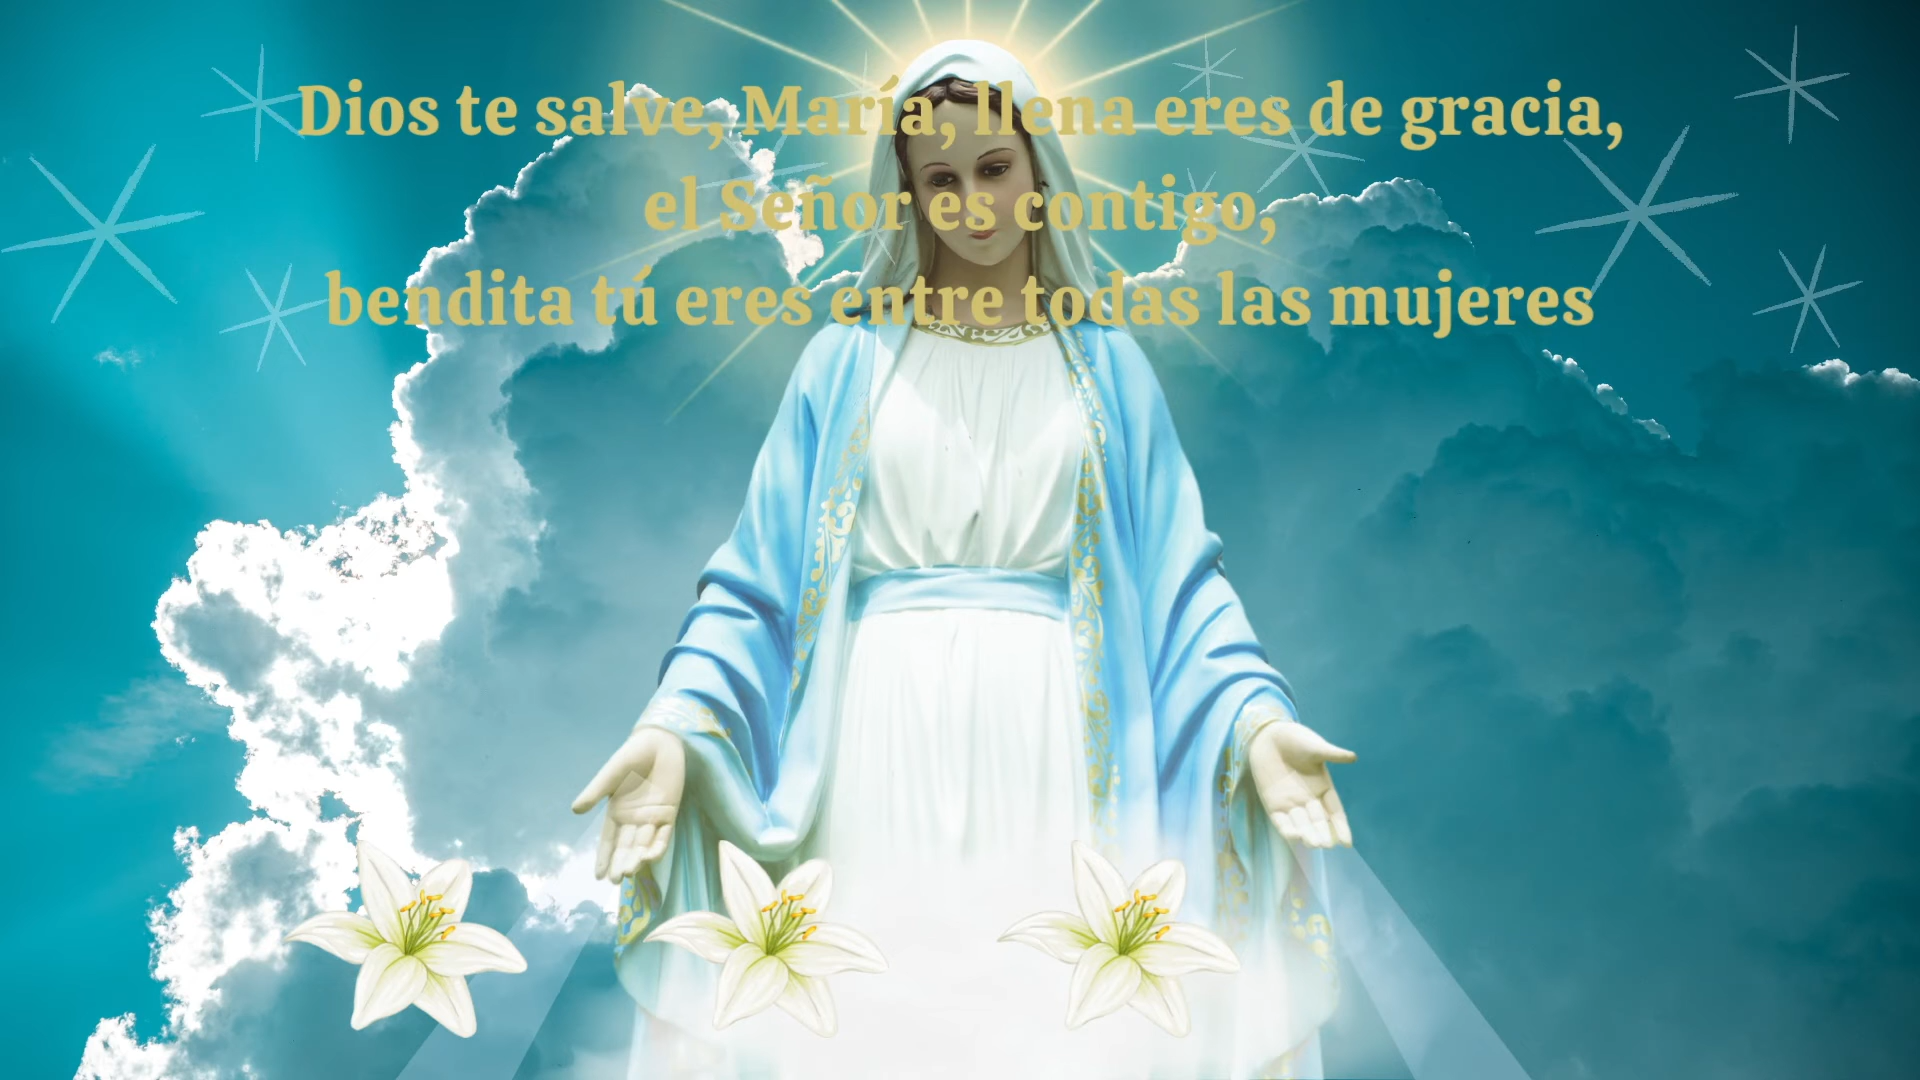 Dios te salve, María, llena eres de gracia,
el Señor es contigo,
bendita tú eres entre todas las mujeres